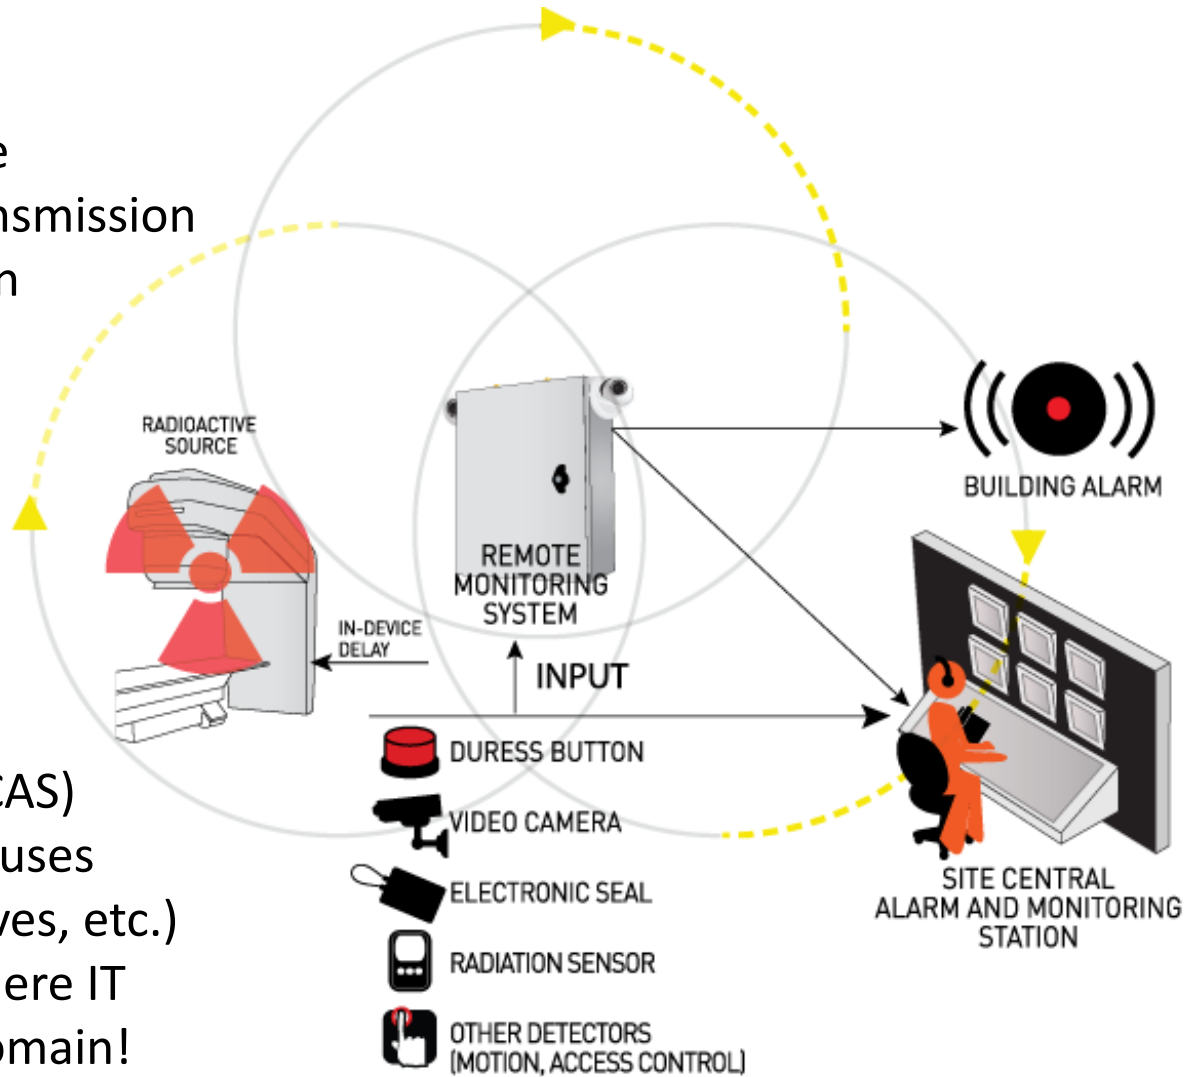 e
nsmission
n
RADIOACTIVE
SOURCE
BUILDING ALARM
REMOTE
MONITORING
SYSTEM
IN-DEVICE
DELAY
INPUT
DURESS BUTTON
VIDEO CAMERA
ELECTRONIC SEAL
RADIATION SENSOR
OTHER DETECTORS
(MOTION, ACCESS CONTROL)
SITE CENTRAL
ALARM AND MONITORING
STATION
CAS)
uses
ves, etc.)
ere IT
omain!